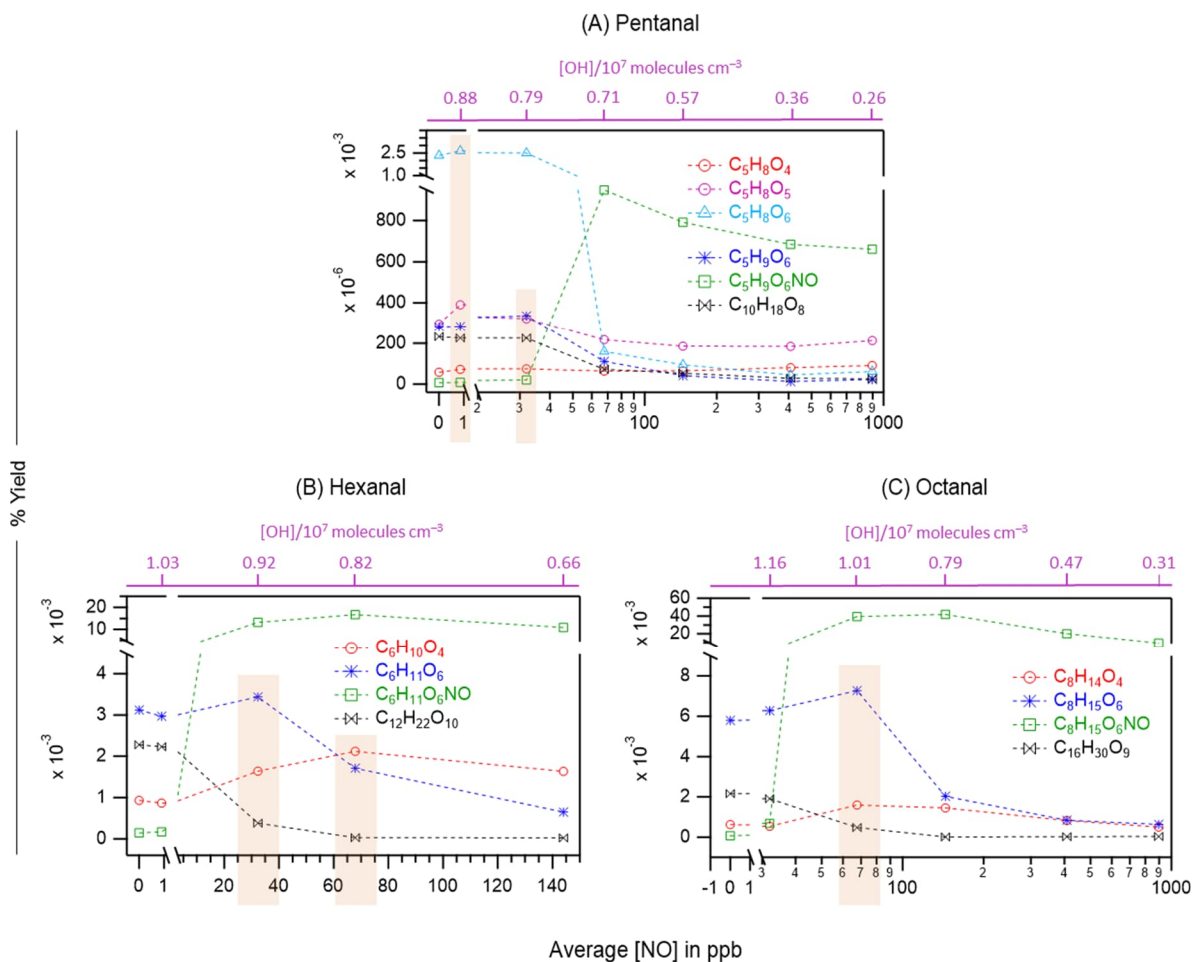 (A) Pentanal
[OH]/10⁷ molecules cm⁻³
0.88 0.79 0.71 0.57 0.36 0.26
x 10⁻³
2.5
1.0
C₅H₈O₄
C₅H₈O₅
C₅H₈O₆
C₅H₉O₆
C₅H₉O₆NO
C₁₀H₁₈O₈
x 10⁻⁶
800
600
400
200
0
0 1 2 3 4 5 6 7 8 9 100 2 3 4 5 6 7 8 9 1000
% Yield
(B) Hexanal
[OH]/10⁷ molecules cm⁻³
1.03 0.92 0.82 0.66
x 10⁻³
20
10
C₆H₁₀O₄
C₆H₁₁O₆
C₆H₁₁O₆NO
C₁₂H₂₂O₁₀
x 10⁻³
4
3
2
1
0
0 1 20 40 60 80 100 120 140
(C) Octanal
[OH]/10⁷ molecules cm⁻³
1.16 1.01 0.79 0.47 0.31
x 10⁻³
60
40
20
C₈H₁₄O₄
C₈H₁₅O₆
C₈H₁₅O₆NO
C₁₆H₃₀O₉
x 10⁻³
8
6
4
2
0
-1 0 1 3 4 5 6 7 8 9 100 2 3 4 5 6 7 8 9 1000
Average [NO] in ppb